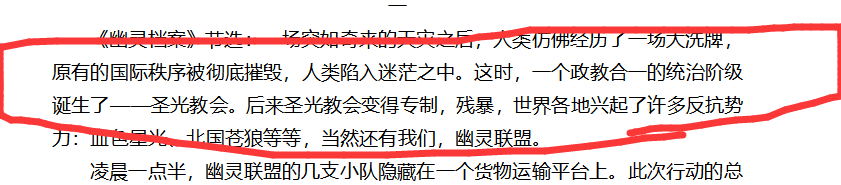 一
《幽灵档案》节选：一场突如奇来的天灾之后，人类仿佛经历了一场大洗牌，
原有的国际秩序被彻底摧毁，人类陷入迷茫之中。这时，一个政教合一的统治阶级
诞生了——圣光教会。后来圣光教会变得专制，残暴，世界各地兴起了许多反抗势
力：血色星光、北国苍狼等等，当然还有我们，幽灵联盟。
凌晨一点半，幽灵联盟的几支小队隐藏在一个货物运输平台上。此次行动的总